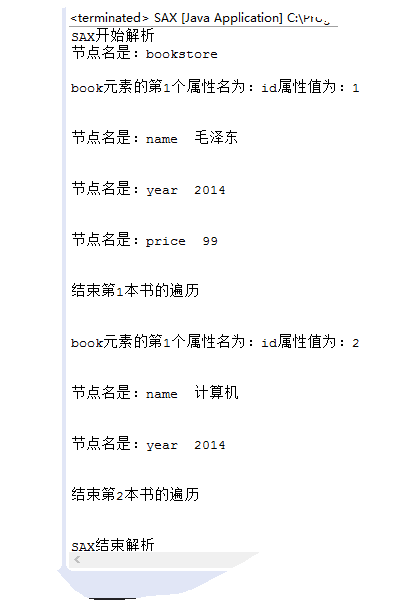 <terminated> SAX [Java Application] C:\Prog
SAX开始解析
节点名是：bookstore
book元素的第1个属性名为：id属性值为：1
节点名是：name  毛泽东
节点名是：year  2014
节点名是：price  99
结束第1本书的遍历
book元素的第1个属性名为：id属性值为：2
节点名是：name  计算机
节点名是：year  2014
结束第2本书的遍历
SAX结束解析